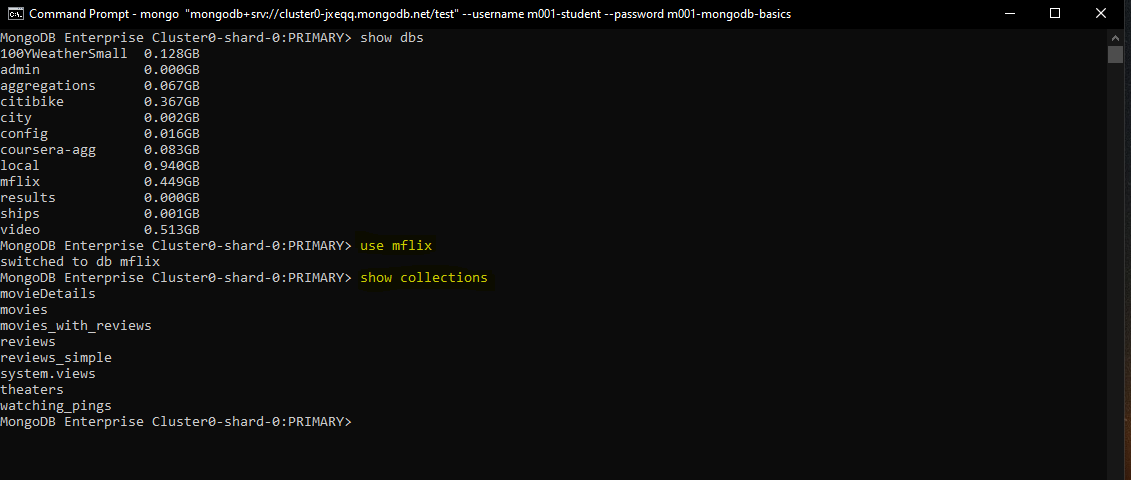 Command Prompt - mongo "mongodb+srv://cluster0-jxeqq.mongodb.net/test" --username m001-student --password m001-mongodb-basics
MongoDB Enterprise Cluster0-shard-0:PRIMARY> show dbs
100YWeatherSmall  0.128GB
admin             0.000GB
aggregations      0.067GB
citibike          0.367GB
city              0.002GB
config            0.016GB
coursera-agg      0.083GB
local             0.940GB
mflix             0.449GB
results           0.000GB
ships             0.001GB
video             0.513GB
MongoDB Enterprise Cluster0-shard-0:PRIMARY> use mflix
switched to db mflix
MongoDB Enterprise Cluster0-shard-0:PRIMARY> show collections
movieDetails
movies
movies_with_reviews
reviews
reviews_simple
system.views
theaters
watching_pings
MongoDB Enterprise Cluster0-shard-0:PRIMARY>